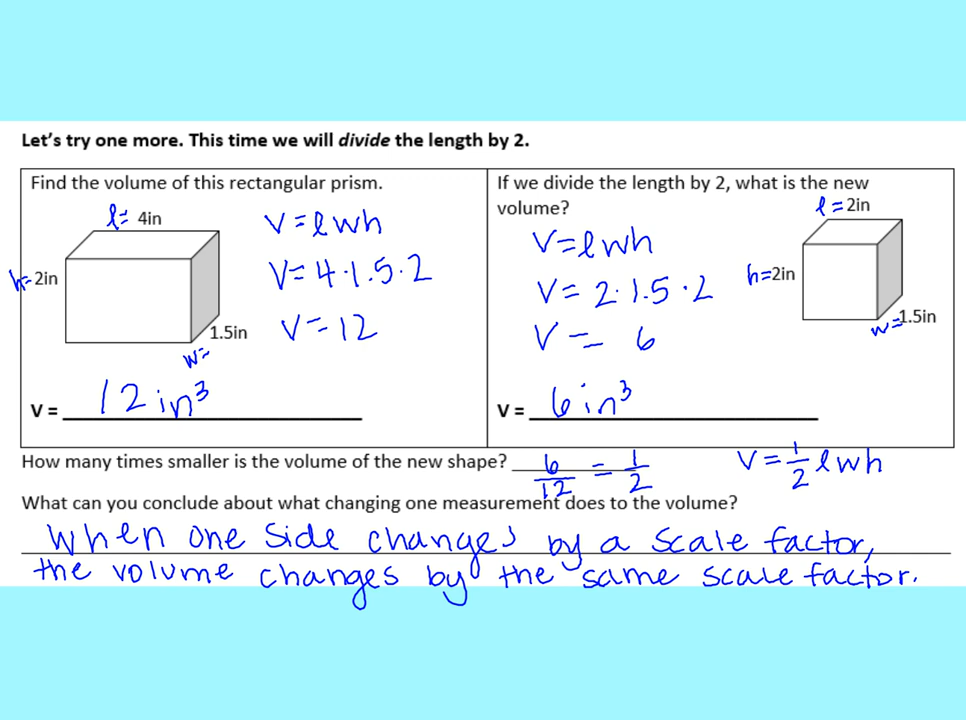 Let's try one more. This time we will divide the length by 2.
Find the volume of this rectangular prism.
l = 4in
h = 2in
1.5in
w =
V = lwh
V = 4·1.5·2
V = 12
V = 12 in³
If we divide the length by 2, what is the new
volume?
l = 2in
h = 2in
w = 1.5in
V = lwh
V = 2·1.5·2
V = 6
V = 6 in³
How many times smaller is the volume of the new shape? 6/12 = 1/2
V = 1/2 lwh
What can you conclude about what changing one measurement does to the volume?
When one side changes by a scale factor,
the volume changes by the same scale factor.